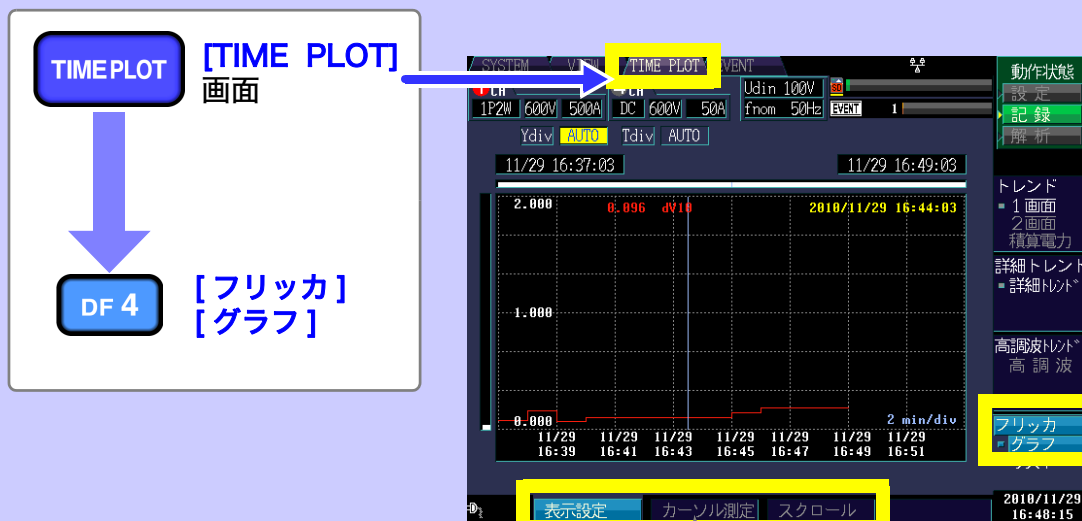 TIME PLOT
[TIME PLOT]
画面
DF 4
[フリッカ]
[グラフ]
SYSTEM VIEW TIME PLOT EVENT
1 CH 4 CH
1P2W 600V 500A DC 600V 50A
Udin 100V SD
fnom 50Hz EVENT 1
Ydiv AUTO Tdiv AUTO
11/29 16:37:03 11/29 16:49:03
2.000 0.096 dV10 2010/11/29 16:44:03
1.000
0.000 2 min/div
11/29 11/29 11/29 11/29 11/29 11/29 11/29
16:39 16:41 16:43 16:45 16:47 16:49 16:51
表示設定 カーソル測定 スクロール
動作状態
設定
記録
解析
トレンド
1画面
2画面
積算電力
詳細トレンド
詳細トレンド
高調波トレンド
高調波
フリッカ
グラフ
2010/11/29
16:48:15